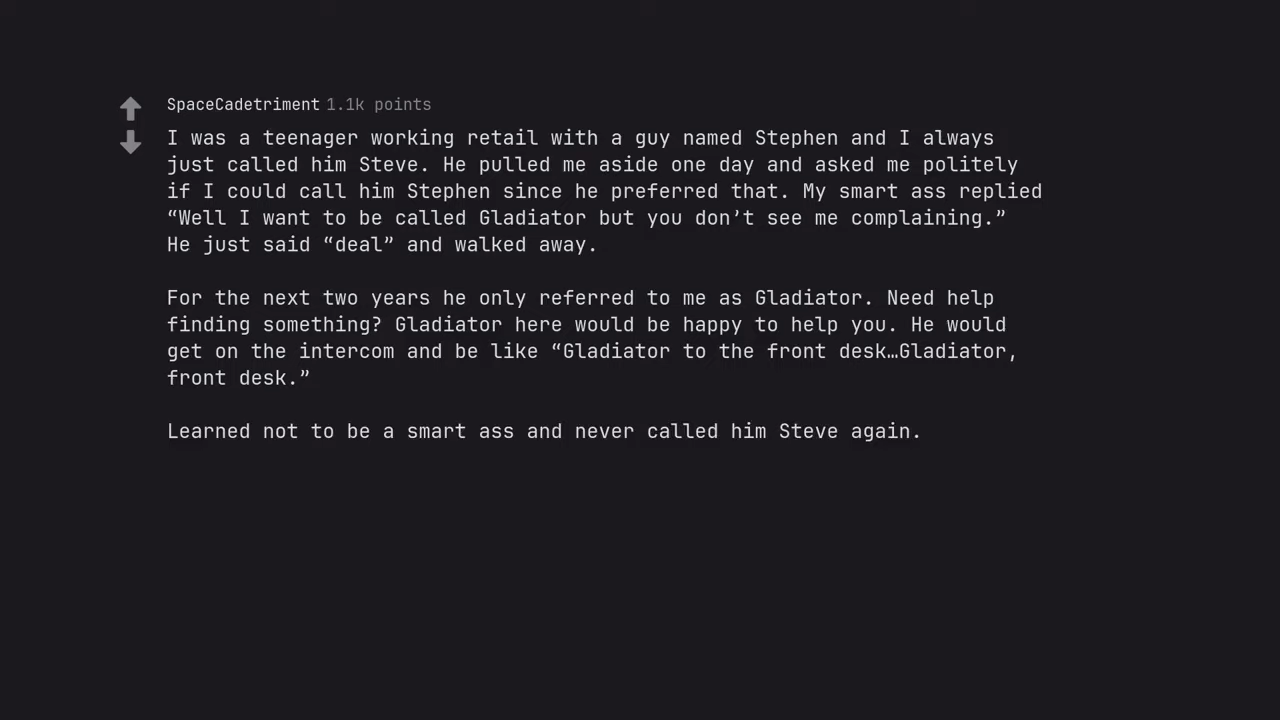 SpaceCadetriment 1.1k points
I was a teenager working retail with a guy named Stephen and I always
just called him Steve. He pulled me aside one day and asked me politely
if I could call him Stephen since he preferred that. My smart ass replied
“Well I want to be called Gladiator but you don’t see me complaining.”
He just said “deal” and walked away.
For the next two years he only referred to me as Gladiator. Need help
finding something? Gladiator here would be happy to help you. He would
get on the intercom and be like “Gladiator to the front desk…Gladiator,
front desk.”
Learned not to be a smart ass and never called him Steve again.